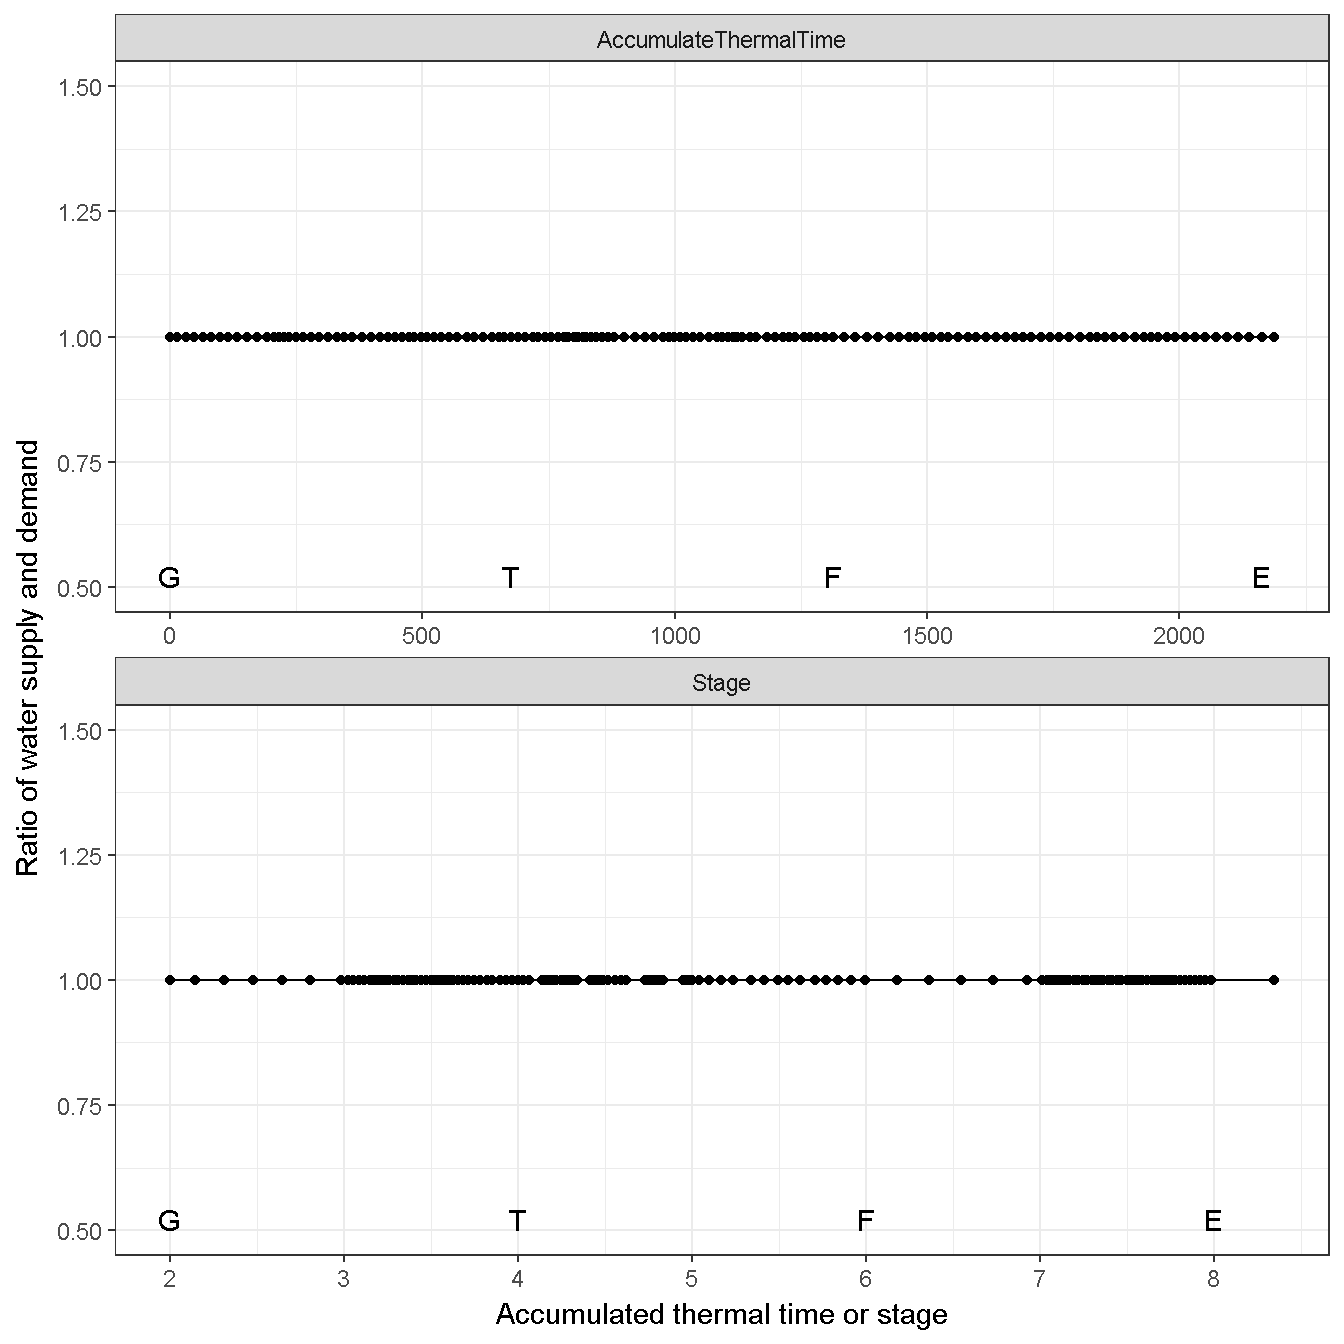 AccumulateThermalTime
1.50
1.25
1.00
0.75
0.50
G T F E
0 500 1000 1500 2000
Ratio of water supply and demand
Stage
1.50
1.25
1.00
0.75
0.50
G T F E
2 3 4 5 6 7 8
Accumulated thermal time or stage